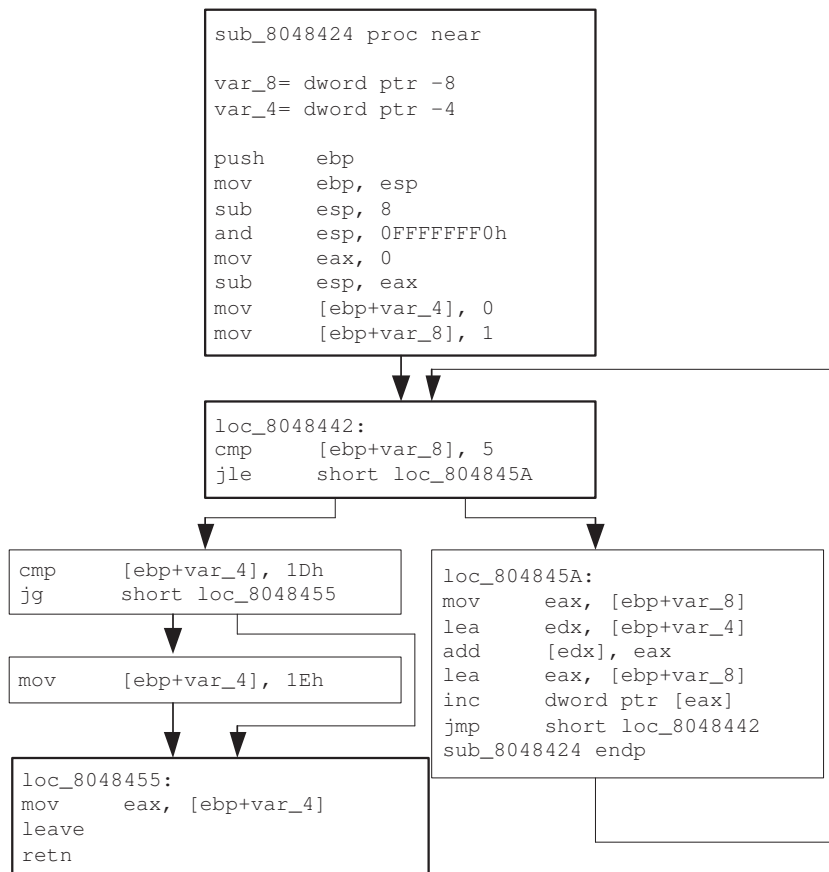 sub_8048424 proc near
var_8= dword ptr -8
var_4= dword ptr -4
push ebp
mov ebp, esp
sub esp, 8
and esp, 0FFFFFFF0h
mov eax, 0
sub esp, eax
mov [ebp+var_4], 0
mov [ebp+var_8], 1
loc_8048442:
cmp [ebp+var_8], 5
jle short loc_804845A
cmp [ebp+var_4], 1Dh
jg short loc_8048455
mov [ebp+var_4], 1Eh
loc_8048455:
mov eax, [ebp+var_4]
leave
retn
loc_804845A:
mov eax, [ebp+var_8]
lea edx, [ebp+var_4]
add [edx], eax
lea eax, [ebp+var_8]
inc dword ptr [eax]
jmp short loc_8048442
sub_8048424 endp